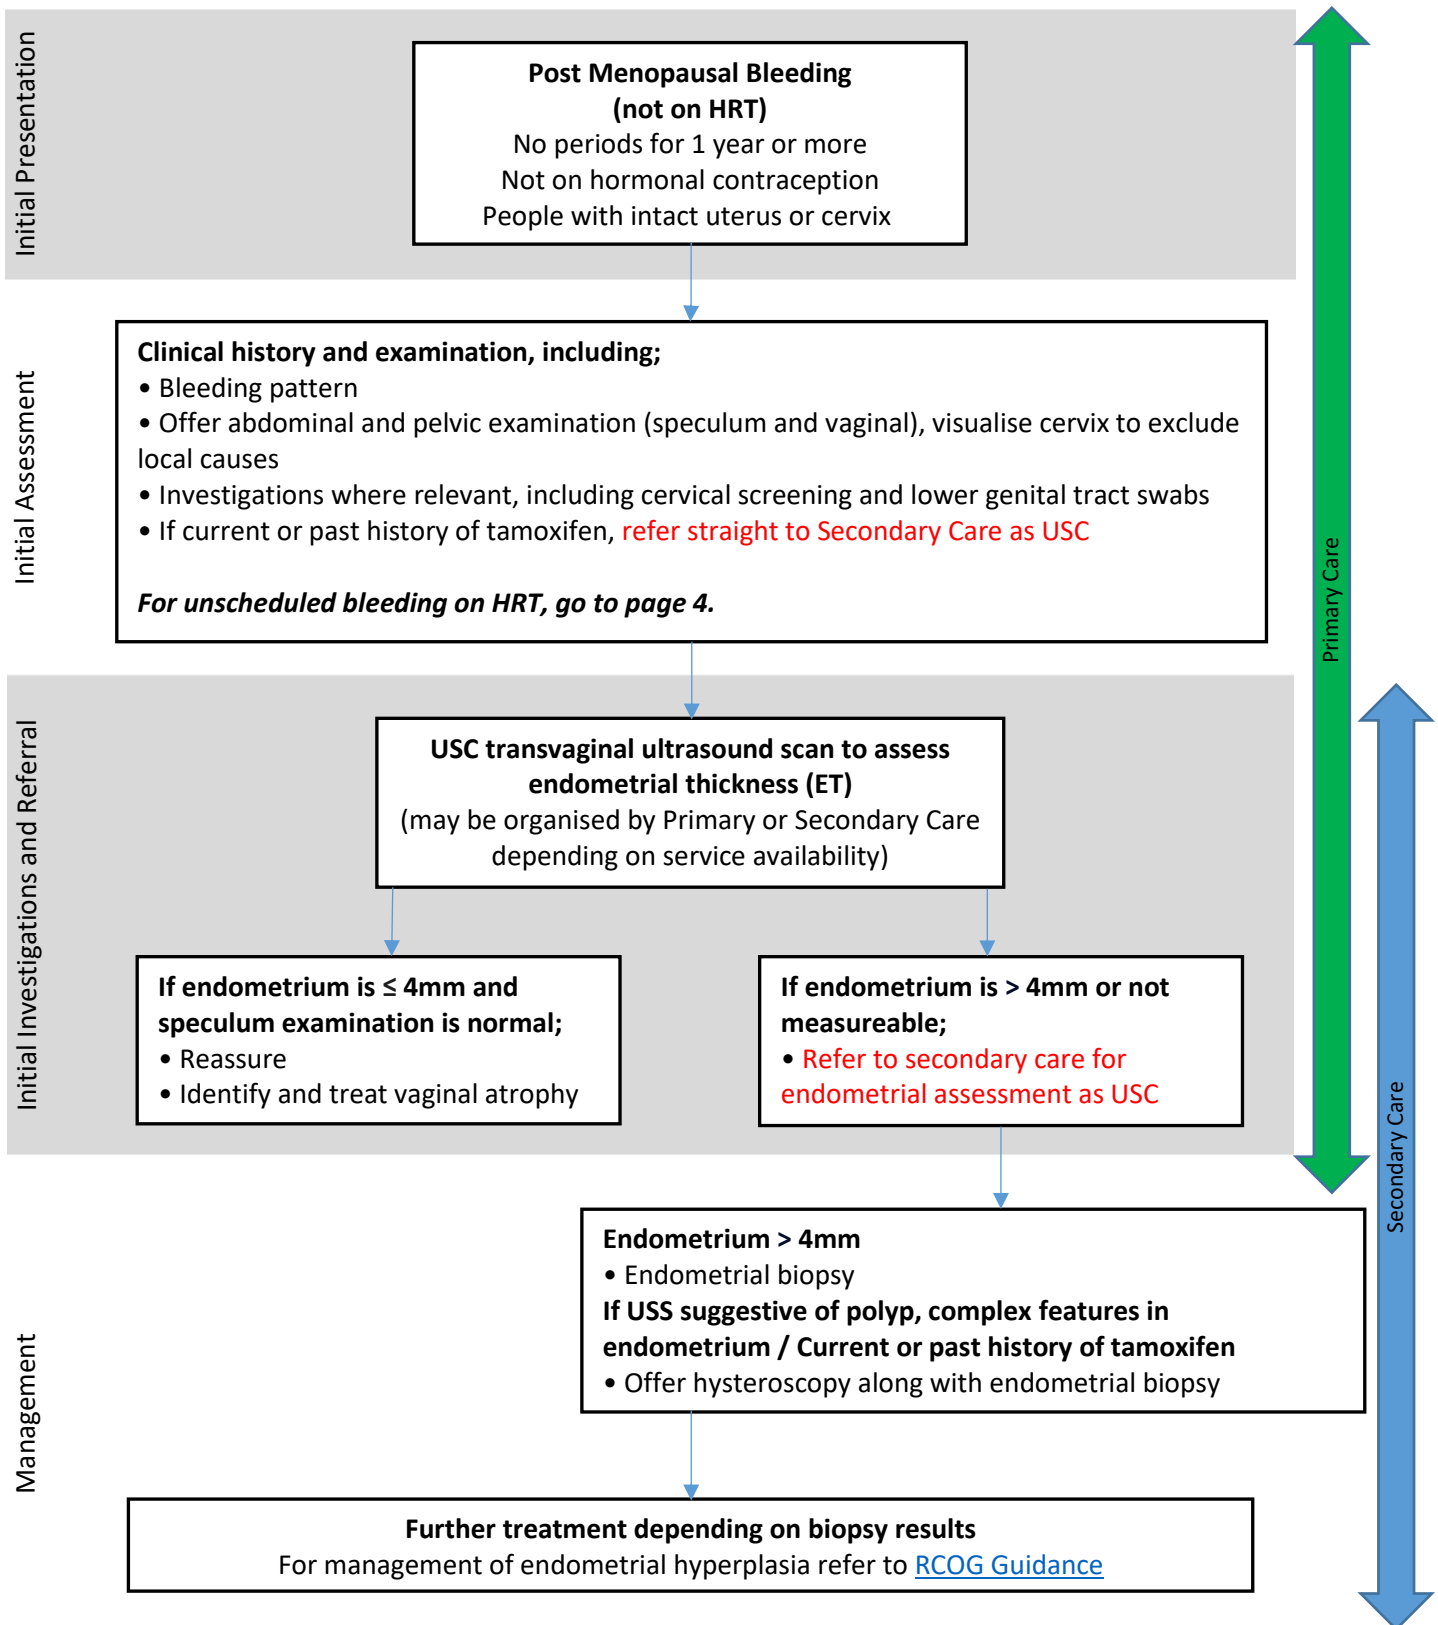 Initial Presentation
Post Menopausal Bleeding
(not on HRT)
No periods for 1 year or more
Not on hormonal contraception
People with intact uterus or cervix
Initial Assessment
Clinical history and examination, including;
• Bleeding pattern
• Offer abdominal and pelvic examination (speculum and vaginal), visualise cervix to exclude
local causes
• Investigations where relevant, including cervical screening and lower genital tract swabs
• If current or past history of tamoxifen, refer straight to Secondary Care as USC
For unscheduled bleeding on HRT, go to page 4.
Primary Care
Initial Investigations and Referral
USC transvaginal ultrasound scan to assess
endometrial thickness (ET)
(may be organised by Primary or Secondary Care
depending on service availability)
If endometrium is ≤ 4mm and
speculum examination is normal;
• Reassure
• Identify and treat vaginal atrophy
If endometrium is > 4mm or not
measureable;
• Refer to secondary care for
endometrial assessment as USC
Secondary Care
Management
Endometrium > 4mm
• Endometrial biopsy
If USS suggestive of polyp, complex features in
endometrium / Current or past history of tamoxifen
• Offer hysteroscopy along with endometrial biopsy
Further treatment depending on biopsy results
For management of endometrial hyperplasia refer to RCOG Guidance